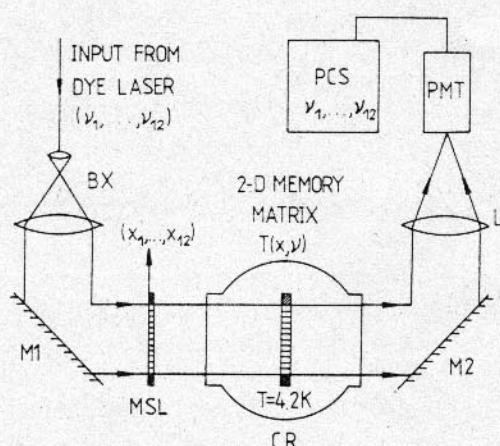 INPUT FROM
DYE LASER
(ν₁,...,ν₁₂)
BX
PCS
ν₁,...,ν₁₂
PMT
2-D MEMORY
MATRIX
T(x,ν)
(x₁,...,x₁₂)
L
M1
MSL
T=4.2K
M2
CR